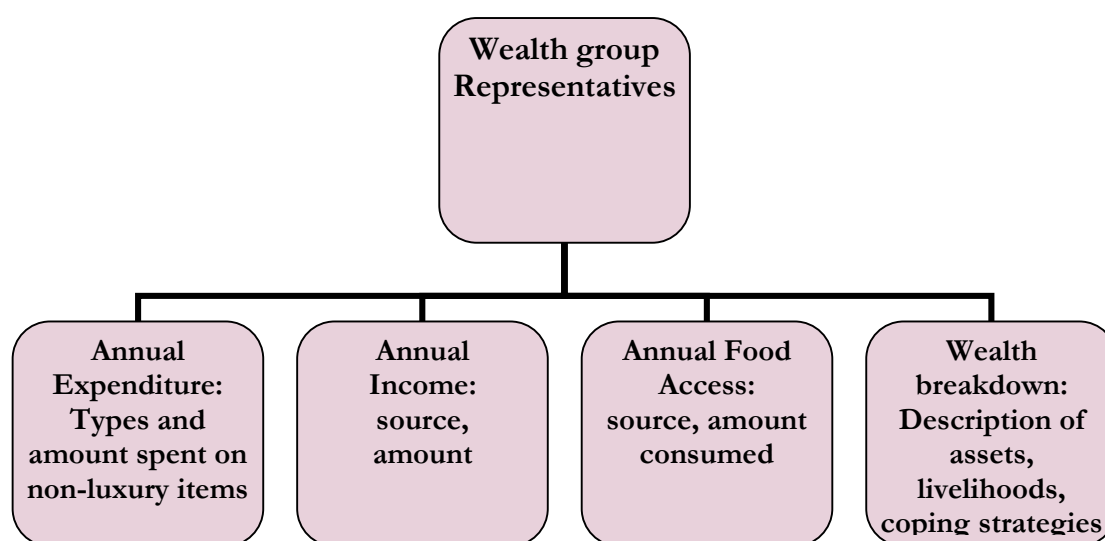 Wealth group
Representatives
Annual
Expenditure:
Types and
amount spent on
non-luxury items
Annual
Income:
source,
amount
Annual Food
Access:
source, amount
consumed
Wealth
breakdown:
Description of
assets,
livelihoods,
coping strategies